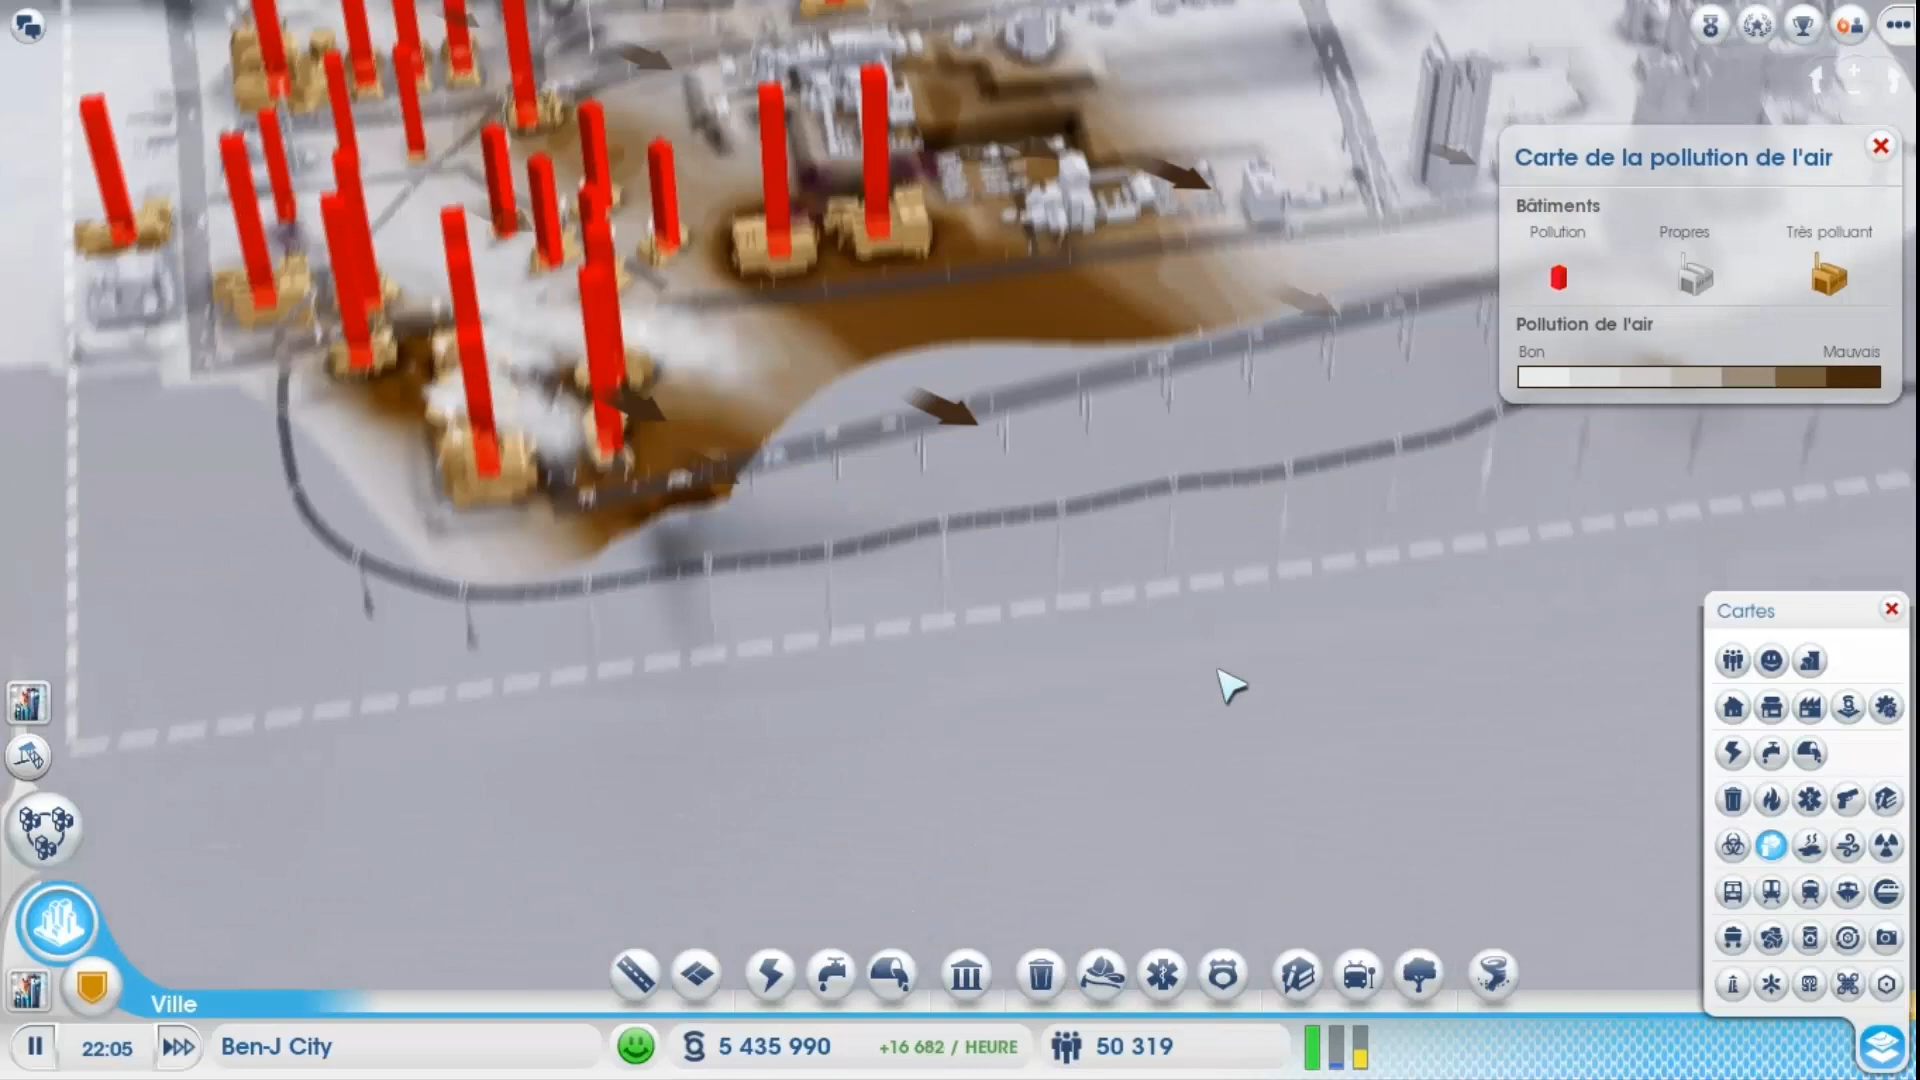 Carte de la pollution de l'air
Bâtiments
Pollution Propres Très polluant
Pollution de l'air
Bon Mauvais
Cartes
Ville
22:05 Ben-J City 5 435 990 +16 682 / HEURE 50 319